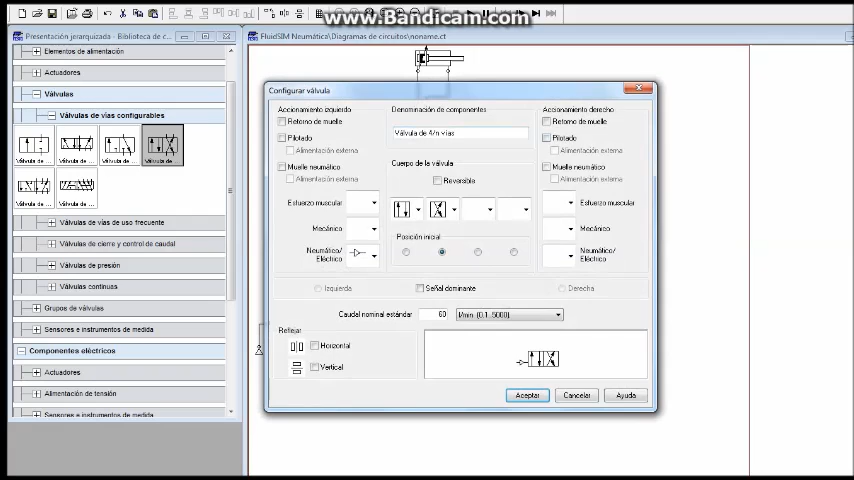 www.Bandicam.com
Presentación jerarquizada - Biblioteca de c...
FluidSIM Neumática\Diagramas de circuitos\noname.ct
Elementos de alimentación
Actuadores
Válvulas
Válvulas de vías configurables
Válvula de ...
Válvula de ...
Válvula de ...
Válvula de ...
Válvula de ...
Válvula de ...
Válvulas de vías de uso frecuente
Válvulas de cierre y control de caudal
Válvulas de presión
Válvulas continuas
Grupos de válvulas
Sensores e instrumentos de medida
Componentes eléctricos
Actuadores
Alimentación de tensión
Sensores e instrumentos de medida
Configurar válvula
Accionamiento izquierdo
Retorno de muelle
Pilotado
Alimentación externa
Muelle neumático
Alimentación externa
Esfuerzo muscular
Mecánico
Neumático/
Eléctrico
Denominación de componentes
Válvula de 4/n vías
Cuerpo de la válvula
Reversible
Posición inicial
Accionamiento derecho
Retorno de muelle
Pilotado
Alimentación externa
Muelle neumático
Alimentación externa
Esfuerzo muscular
Mecánico
Neumático/
Eléctrico
Izquierda
Señal dominante
Derecha
Caudal nominal estándar
60
l/min (0.1..5000)
Reflejar
Horizontal
Vertical
Aceptar
Cancelar
Ayuda